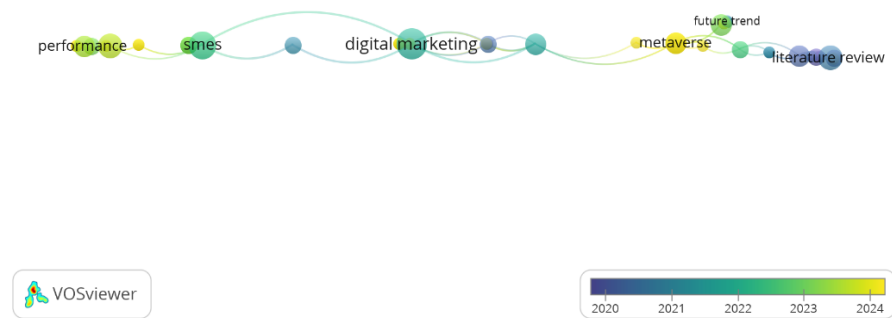 future trend
performance
smes
digital marketing
metaverse
literature review
VOSviewer
2020 2021 2022 2023 2024